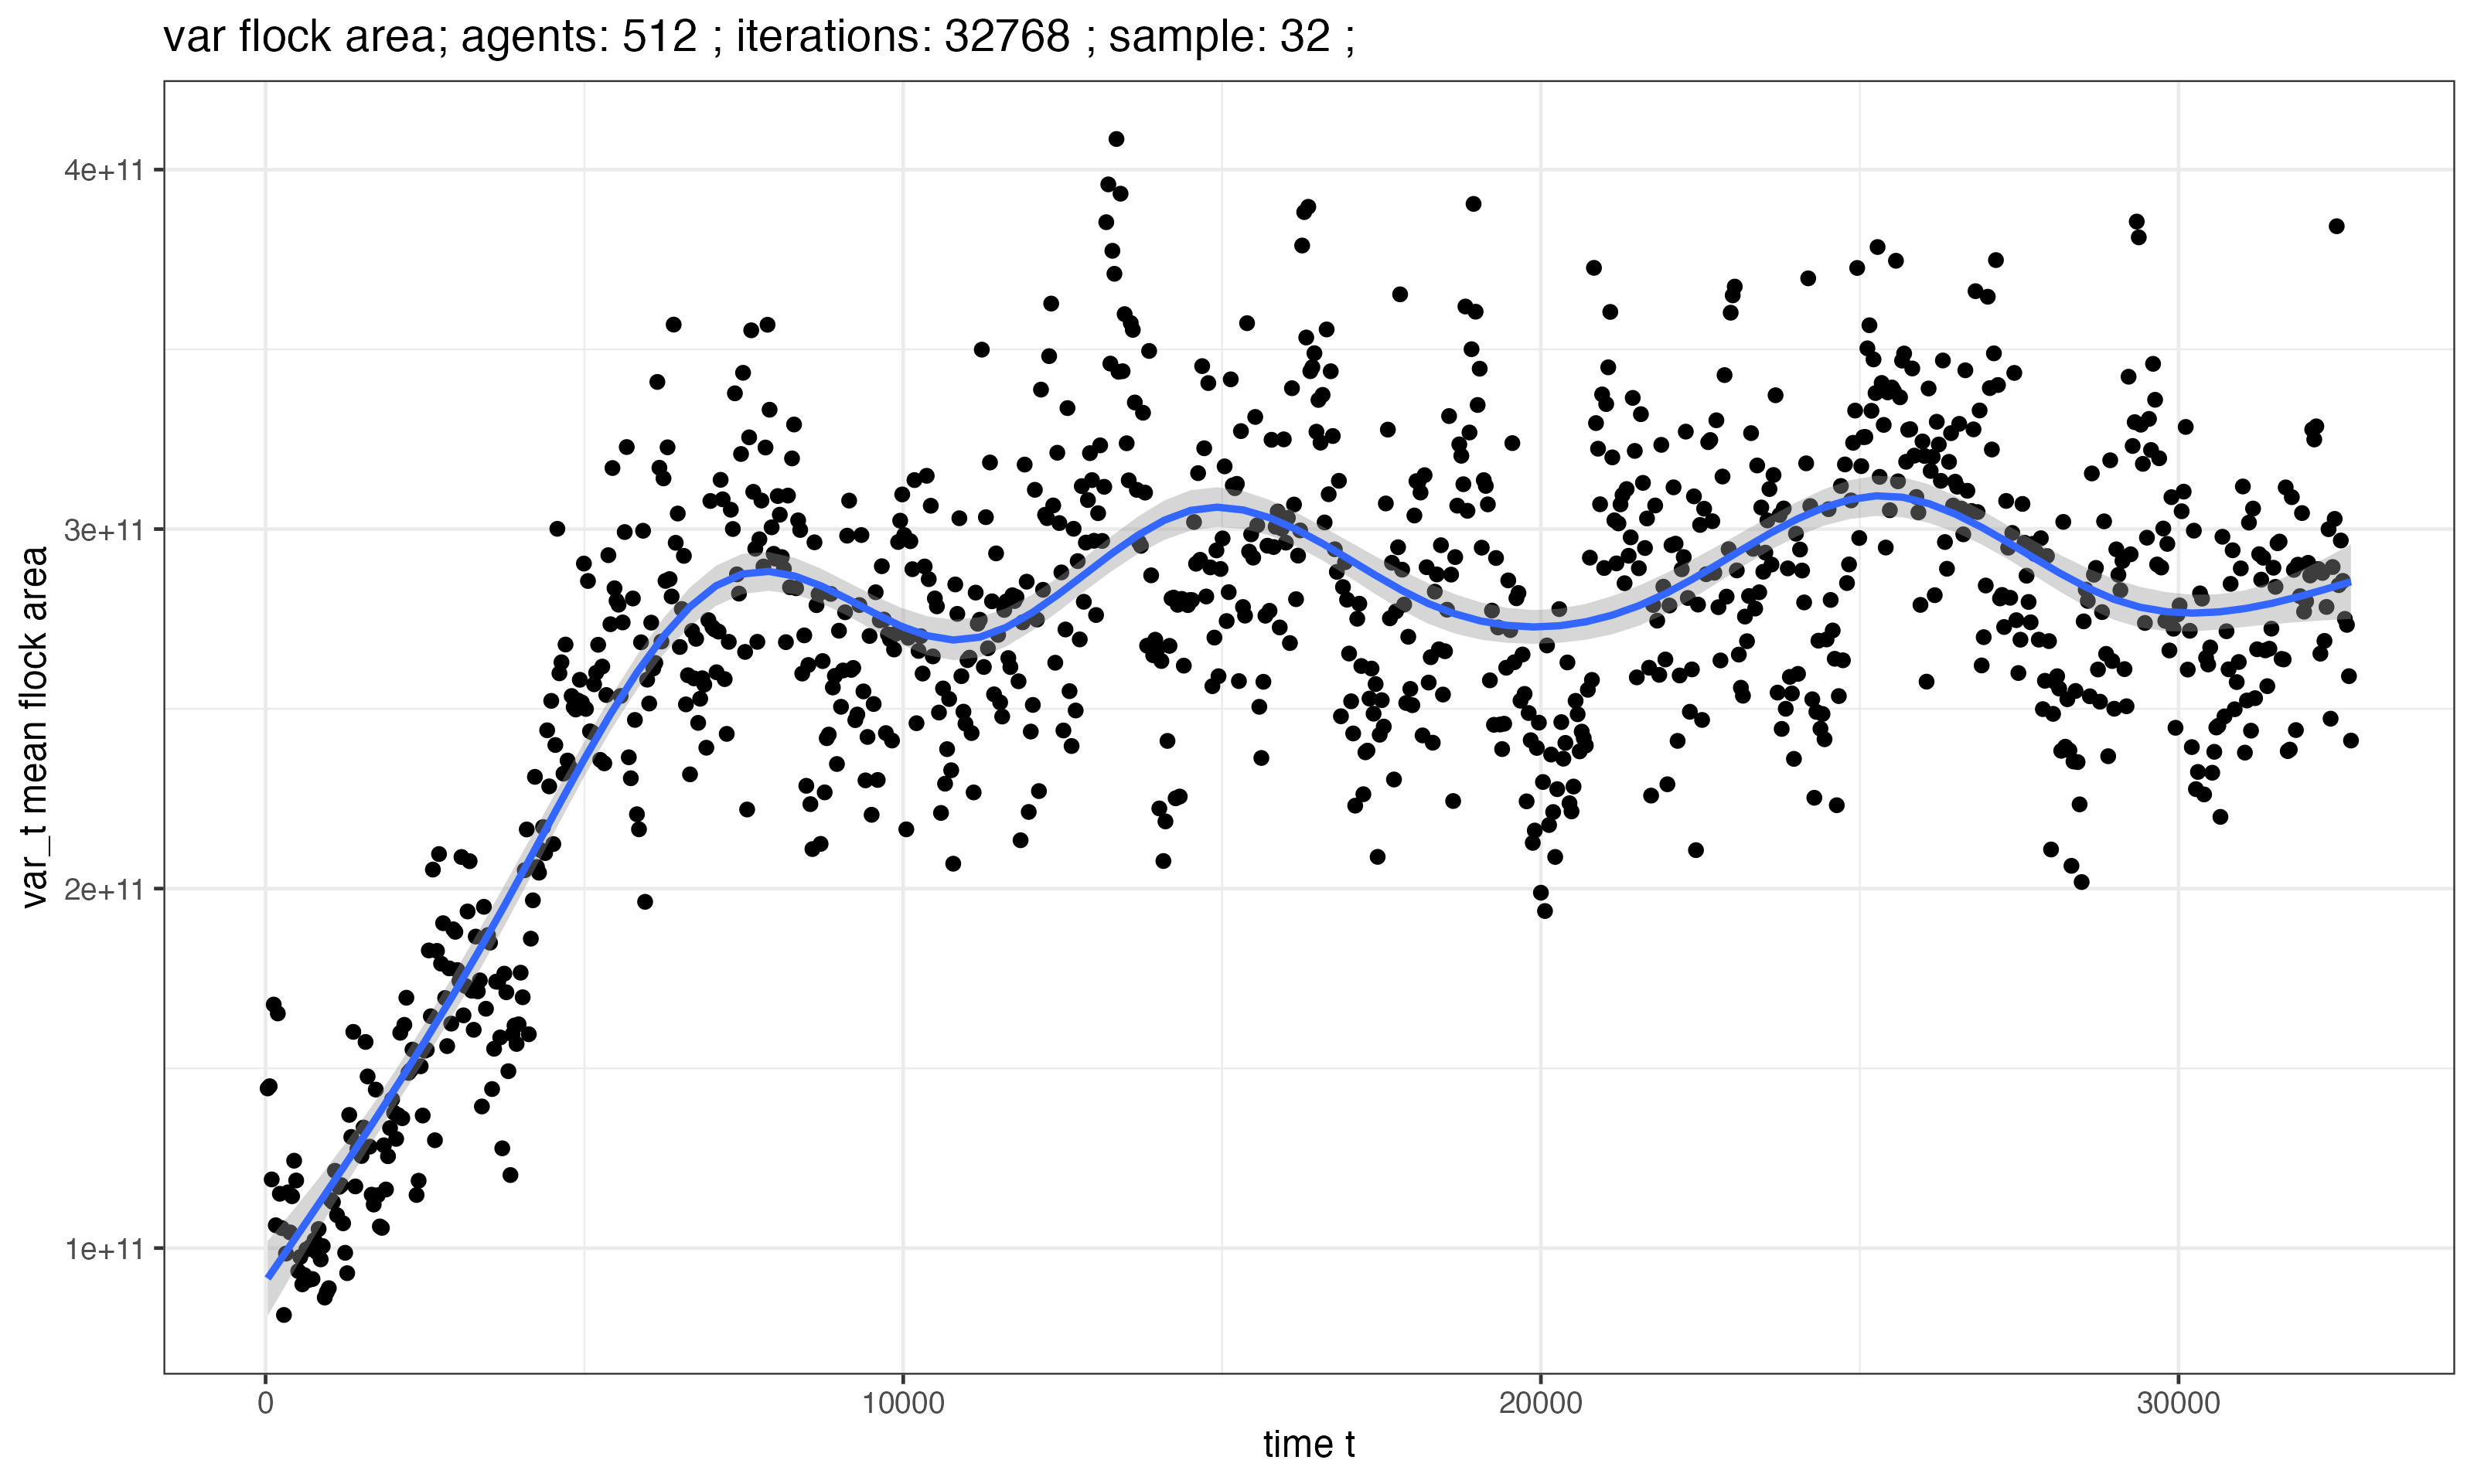 var flock area; agents: 512 ; iterations: 32768 ; sample: 32 ;
var_t mean flock area
4e+11
3e+11
2e+11
1e+11
0
10000
20000
30000
time t